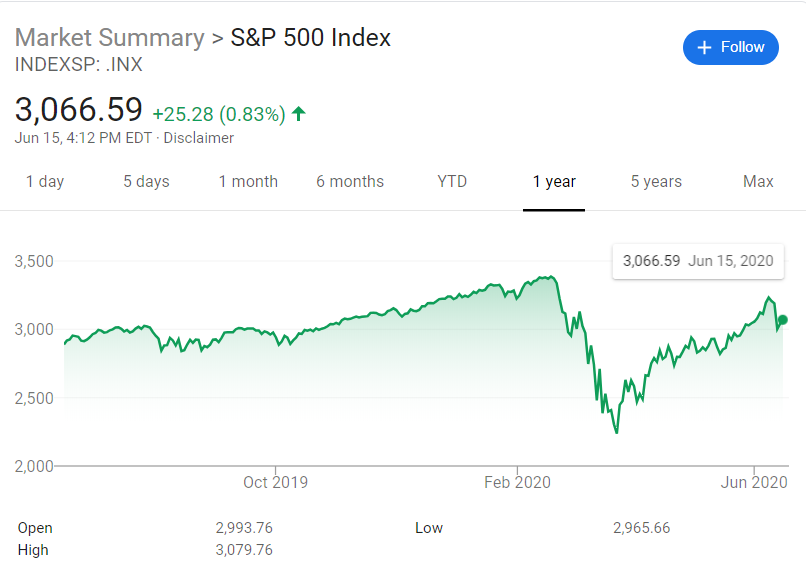 Market Summary > S&P 500 Index
+ Follow
INDEXSP: .INX
3,066.59 +25.28 (0.83%) ↑
Jun 15, 4:12 PM EDT · Disclaimer
1 day 5 days 1 month 6 months YTD 1 year 5 years Max
3,066.59 Jun 15, 2020
3,500
3,000
2,500
2,000
Oct 2019 Feb 2020 Jun 2020
Open 2,993.76 Low 2,965.66
High 3,079.76